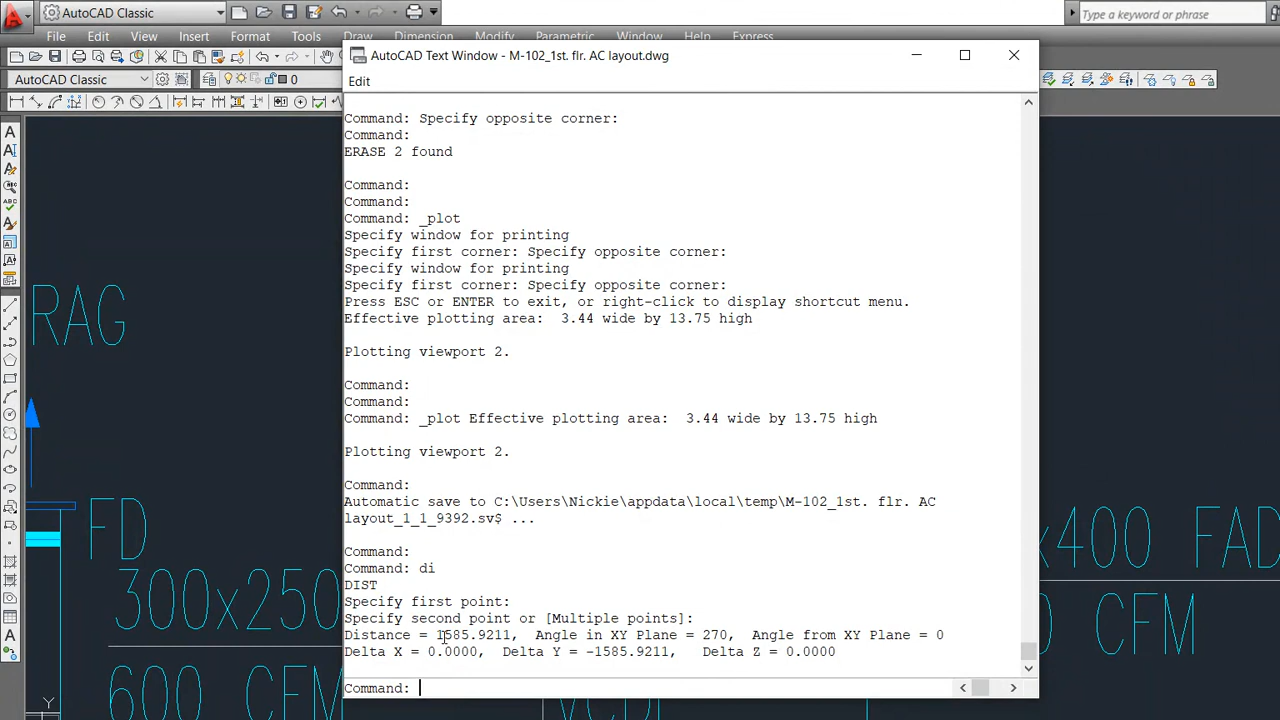 AutoCAD Classic
Type a keyword or phrase
File Edit View Insert Format Tools Draw Dimension Modify Parametric Window Help Express
AutoCAD Text Window - M-102_1st. flr. AC layout.dwg
AutoCAD Classic
0
Edit
Command: Specify opposite corner:
Command:
ERASE 2 found
Command:
Command:
Command: _plot
Specify window for printing
Specify first corner: Specify opposite corner:
Specify window for printing
Specify first corner: Specify opposite corner:
Press ESC or ENTER to exit, or right-click to display shortcut menu.
Effective plotting area:  3.44 wide by 13.75 high
Plotting viewport 2.
Command:
Command:
Command: _plot Effective plotting area:  3.44 wide by 13.75 high
Plotting viewport 2.
Command:
Automatic save to C:\Users\Nickie\appdata\local\temp\M-102_1st. flr. AC
layout_1_1_9392.sv$ ...
Command:
Command: di
DIST
Specify first point:
Specify second point or [Multiple points]:
Distance = 1585.9211,  Angle in XY Plane = 270,  Angle from XY Plane = 0
Delta X = 0.0000,  Delta Y = -1585.9211,   Delta Z = 0.0000
Command:
RAG
FD
300x250
600 CFM
x400 FAD
CFM
Y